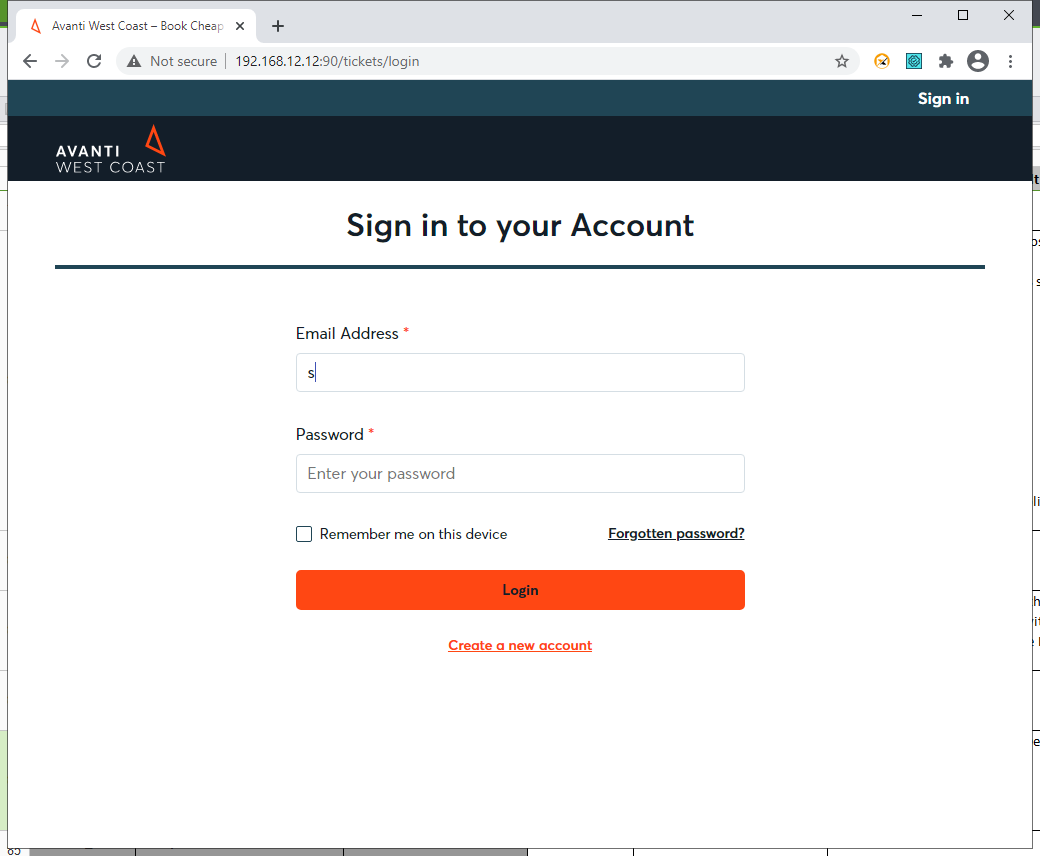 Avanti West Coast – Book Cheap
Not secure
192.168.12.12:90/tickets/login
Sign in
AVANTI
WEST COAST
Sign in to your Account
Email Address *
s
Password *
Enter your password
Remember me on this device
Forgotten password?
Login
Create a new account